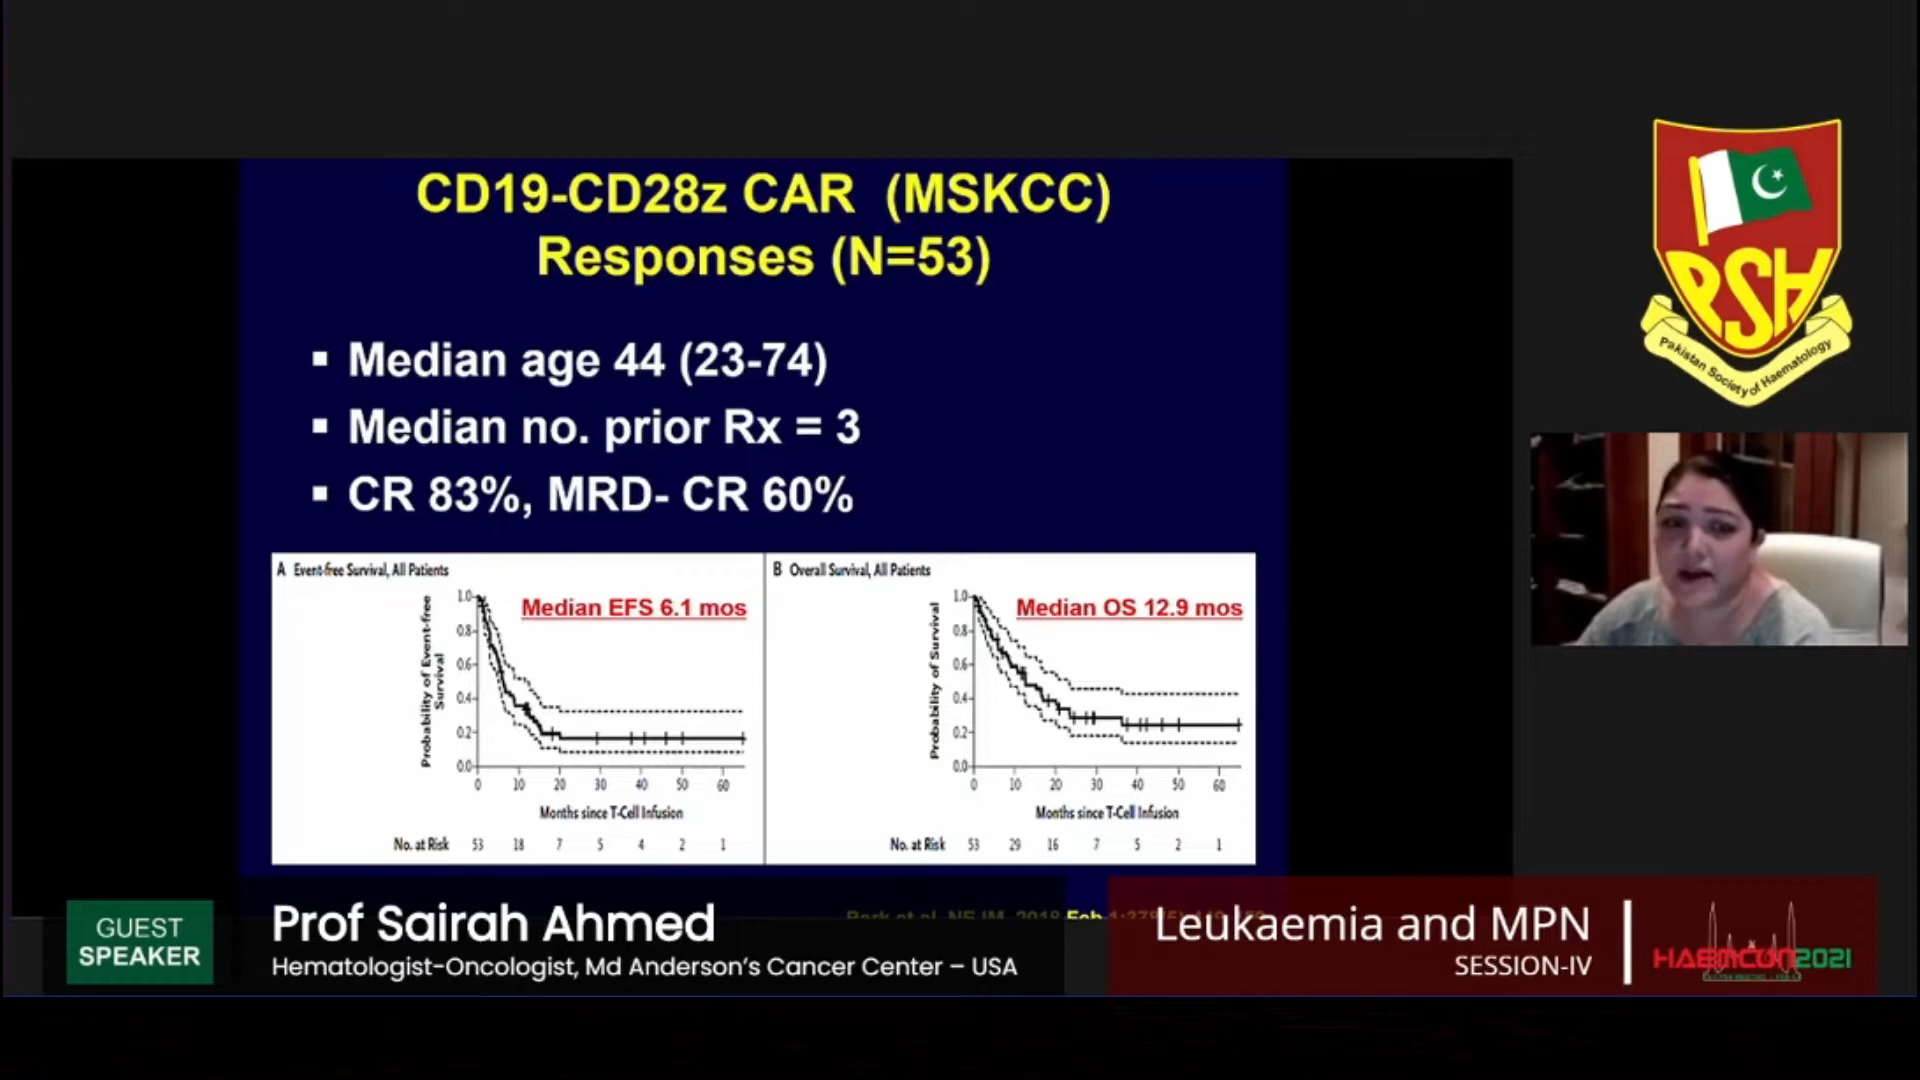 CD19-CD28z CAR (MSKCC)
Responses (N=53)
▪ Median age 44 (23-74)
▪ Median no. prior Rx = 3
▪ CR 83%, MRD- CR 60%
A Event-free Survival, All Patients
Median EFS 6.1 mos
Probability of Event-free
Survival
1.0
0.8
0.6
0.4
0.2
0.0
0 10 20 30 40 50 60
Months since T-Cell Infusion
No. at Risk 53 18 7 5 4 2 1
B Overall Survival, All Patients
Median OS 12.9 mos
Probability of Survival
1.0
0.8
0.6
0.4
0.2
0.0
0 10 20 30 40 50 60
Months since T-Cell Infusion
No. at Risk 53 29 16 7 5 2 1
PSH
Pakistan Society of Haematology
GUEST
SPEAKER
Prof Sairah Ahmed
Hematologist-Oncologist, Md Anderson's Cancer Center – USA
Park et al. NEJM. 2018 Feb
Leukaemia and MPN
SESSION-IV
HAEMCON2021